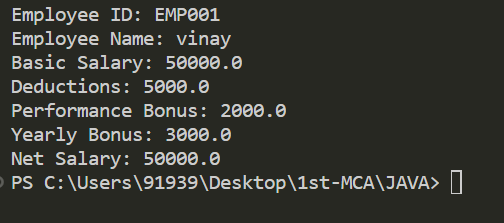 Employee ID: EMP001
Employee Name: vinay
Basic Salary: 50000.0
Deductions: 5000.0
Performance Bonus: 2000.0
Yearly Bonus: 3000.0
Net Salary: 50000.0
PS C:\Users\91939\Desktop\1st-MCA\JAVA>